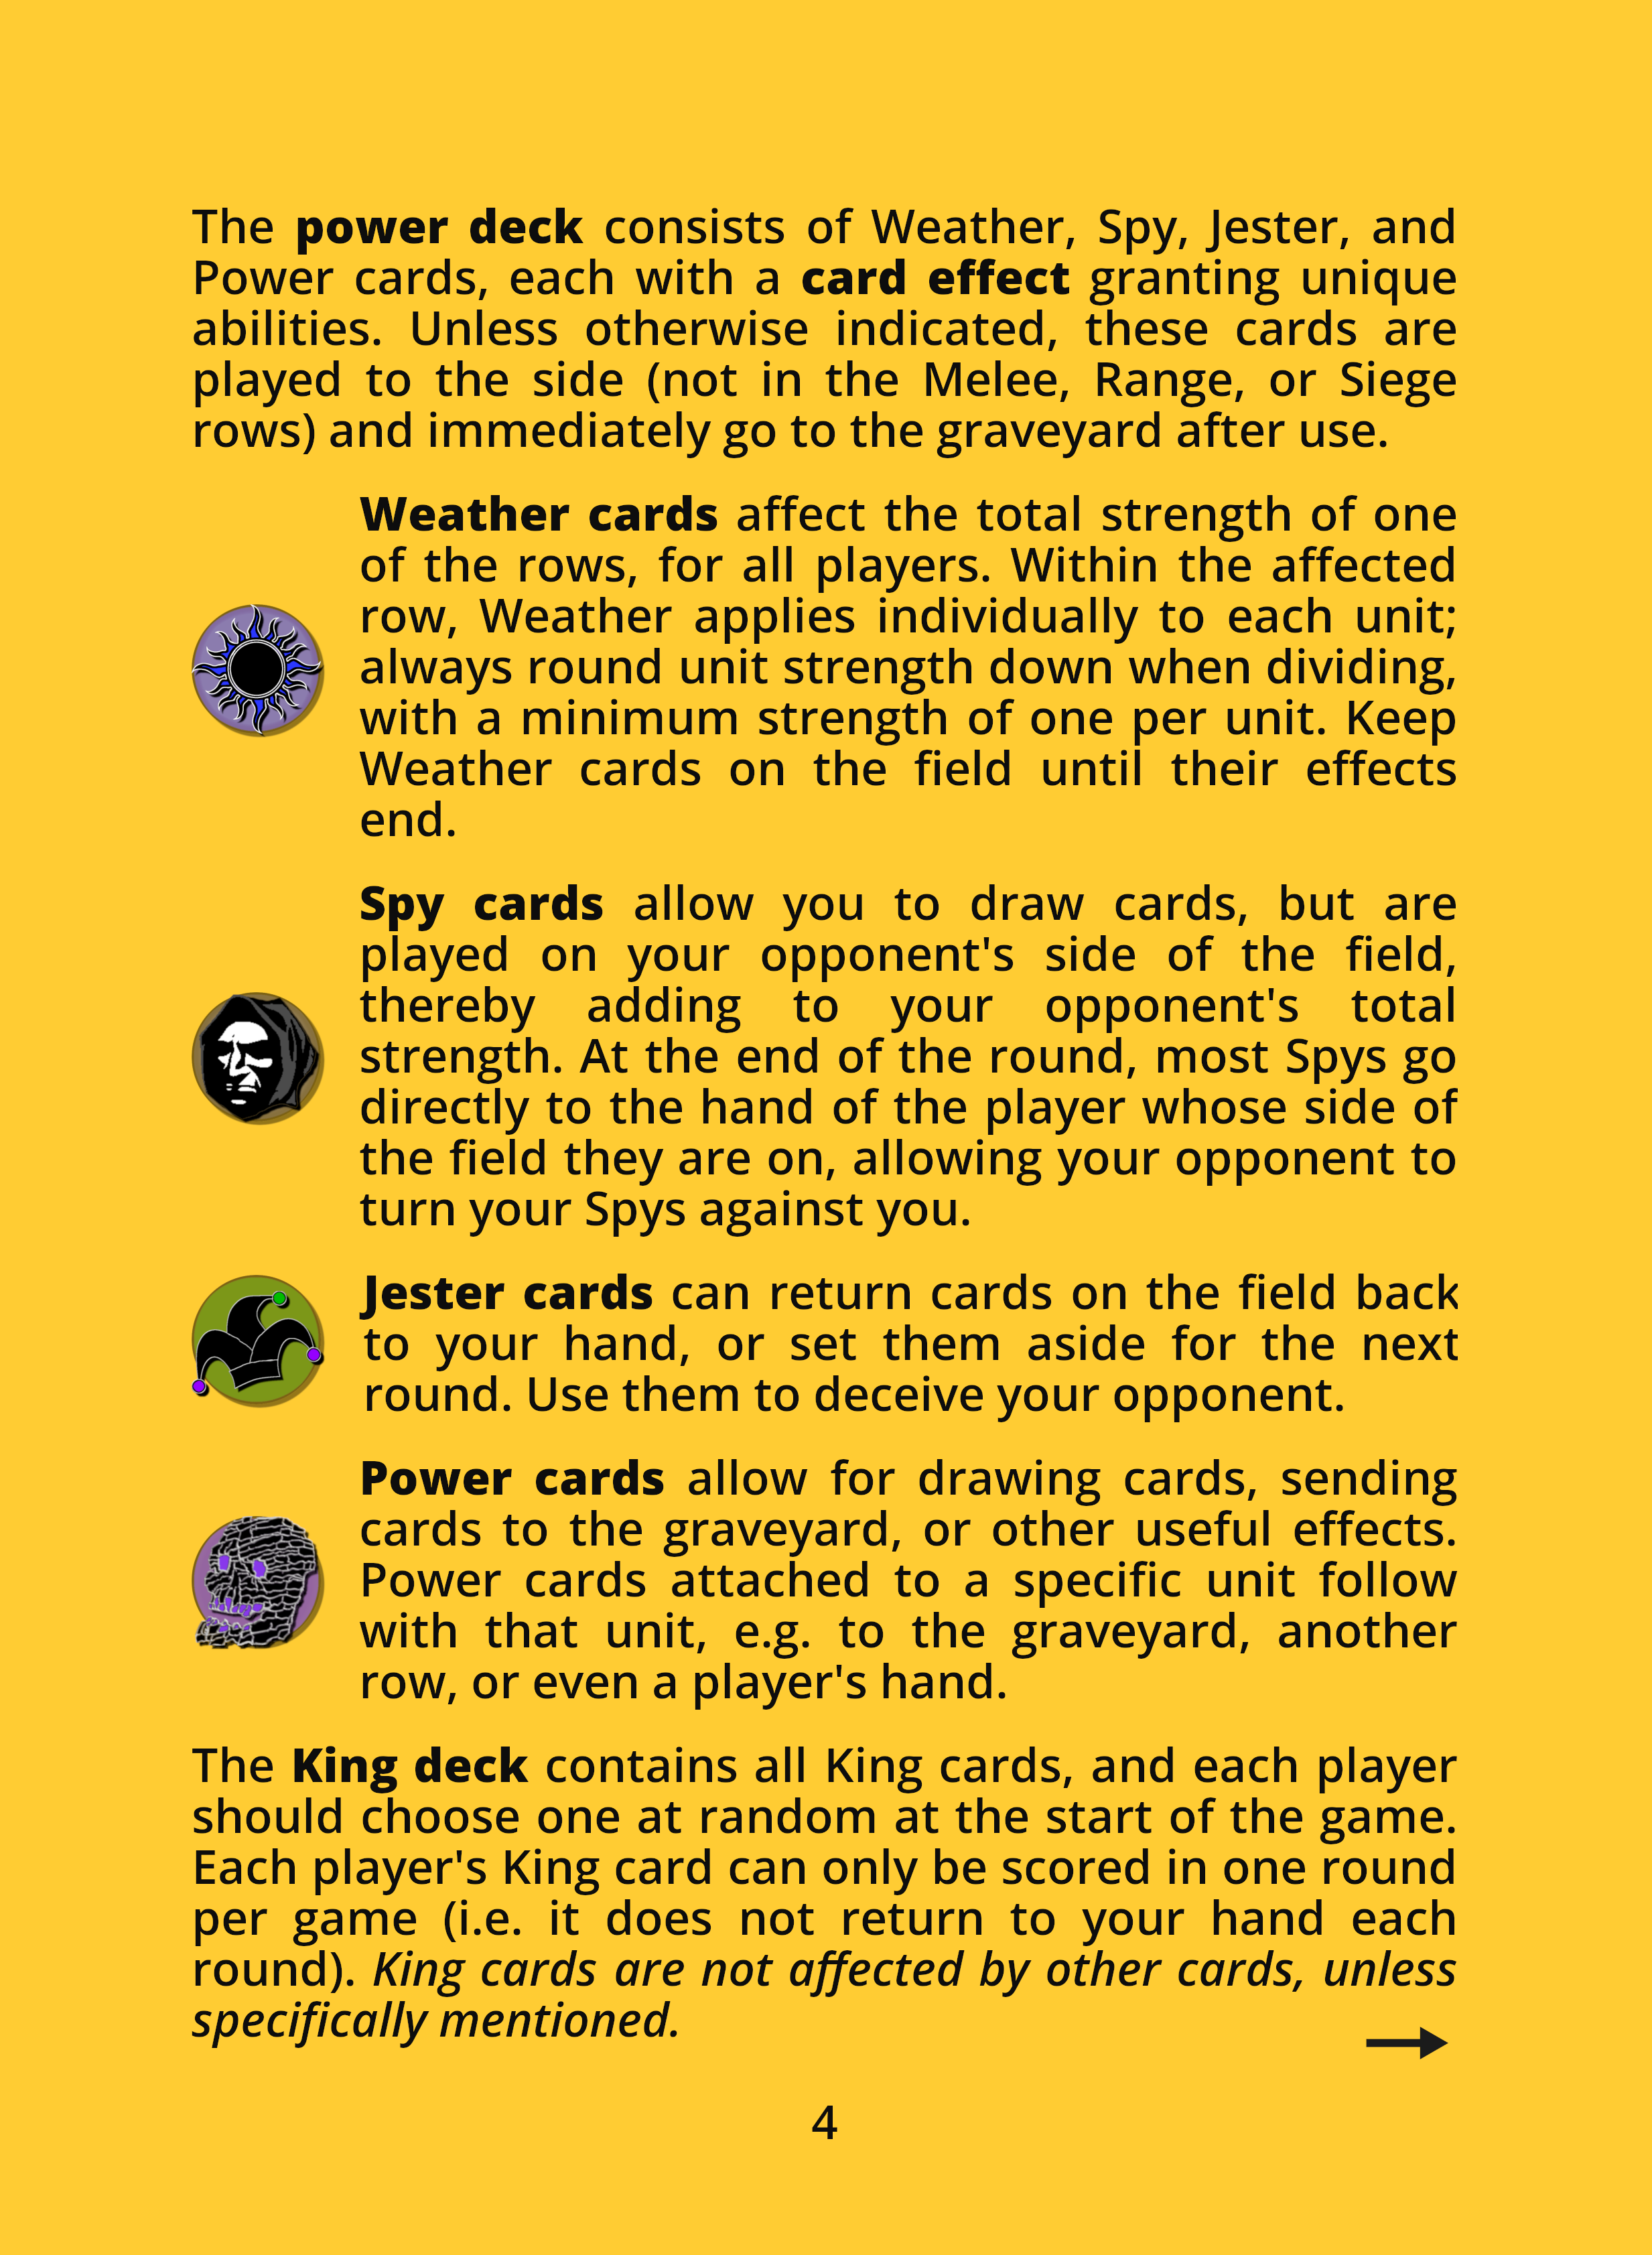 The power deck consists of Weather, Spy, Jester, and
Power cards, each with a card effect granting unique
abilities. Unless otherwise indicated, these cards are
played to the side (not in the Melee, Range, or Siege
rows) and immediately go to the graveyard after use.
Weather cards affect the total strength of one
of the rows, for all players. Within the affected
row, Weather applies individually to each unit;
always round unit strength down when dividing,
with a minimum strength of one per unit. Keep
Weather cards on the field until their effects
end.
Spy cards allow you to draw cards, but are
played on your opponent's side of the field,
thereby adding to your opponent's total
strength. At the end of the round, most Spys go
directly to the hand of the player whose side of
the field they are on, allowing your opponent to
turn your Spys against you.
Jester cards can return cards on the field back
to your hand, or set them aside for the next
round. Use them to deceive your opponent.
Power cards allow for drawing cards, sending
cards to the graveyard, or other useful effects.
Power cards attached to a specific unit follow
with that unit, e.g. to the graveyard, another
row, or even a player's hand.
The King deck contains all King cards, and each player
should choose one at random at the start of the game.
Each player's King card can only be scored in one round
per game (i.e. it does not return to your hand each
round). King cards are not affected by other cards, unless
specifically mentioned.
4